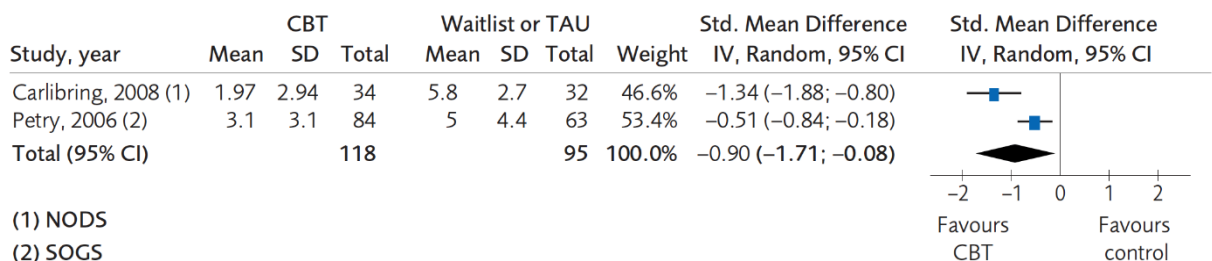 CBT Waitlist or TAU Std. Mean Difference Std. Mean Difference
Study, year Mean SD Total Mean SD Total Weight IV, Random, 95% CI IV, Random, 95% CI
Carlibring, 2008 (1) 1.97 2.94 34 5.8 2.7 32 46.6% −1.34 (−1.88; −0.80)
Petry, 2006 (2) 3.1 3.1 84 5 4.4 63 53.4% −0.51 (−0.84; −0.18)
Total (95% CI) 118 95 100.0% −0.90 (−1.71; −0.08)
−2 −1 0 1 2
(1) NODS Favours Favours
(2) SOGS CBT control